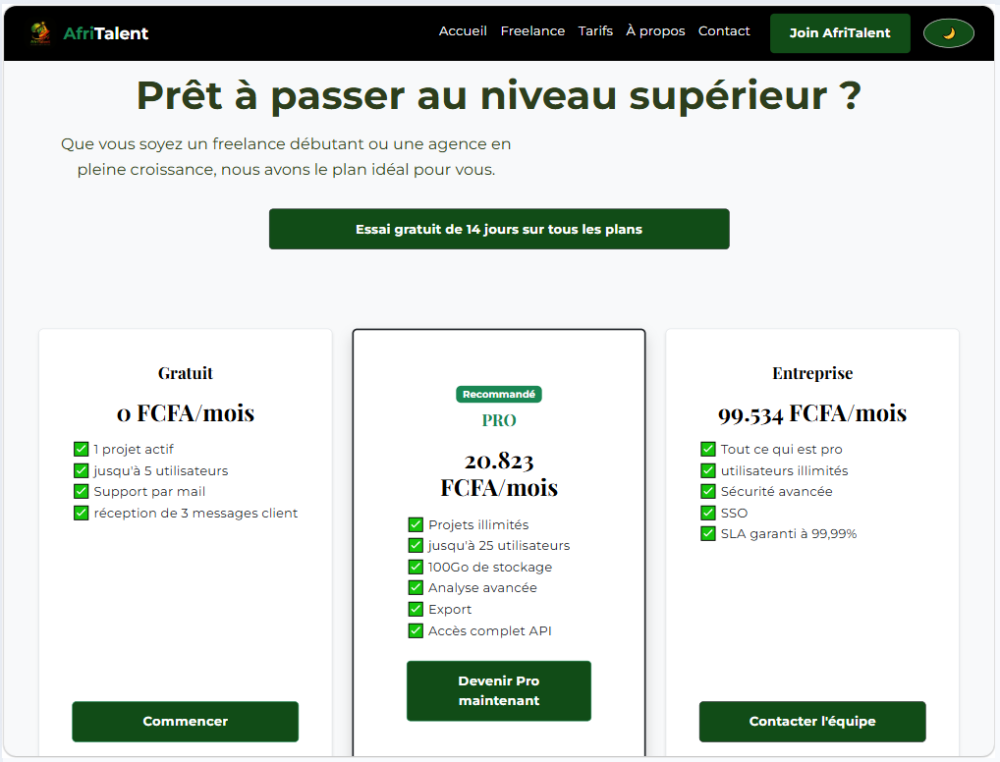 AfriTalent
Accueil Freelance Tarifs À propos Contact Join AfriTalent
Prêt à passer au niveau supérieur ?
Que vous soyez un freelance débutant ou une agence en
pleine croissance, nous avons le plan idéal pour vous.
Essai gratuit de 14 jours sur tous les plans
Gratuit
0 FCFA/mois
✅ 1 projet actif
✅ jusqu'à 5 utilisateurs
✅ Support par mail
✅ réception de 3 messages client
Commencer
Recommandé
PRO
20.823
FCFA/mois
✅ Projets illimités
✅ jusqu'à 25 utilisateurs
✅ 100Go de stockage
✅ Analyse avancée
✅ Export
✅ Accès complet API
Devenir Pro
maintenant
Entreprise
99.534 FCFA/mois
✅ Tout ce qui est pro
✅ utilisateurs illimités
✅ Sécurité avancée
✅ SSO
✅ SLA garanti à 99,99%
Contacter l'équipe